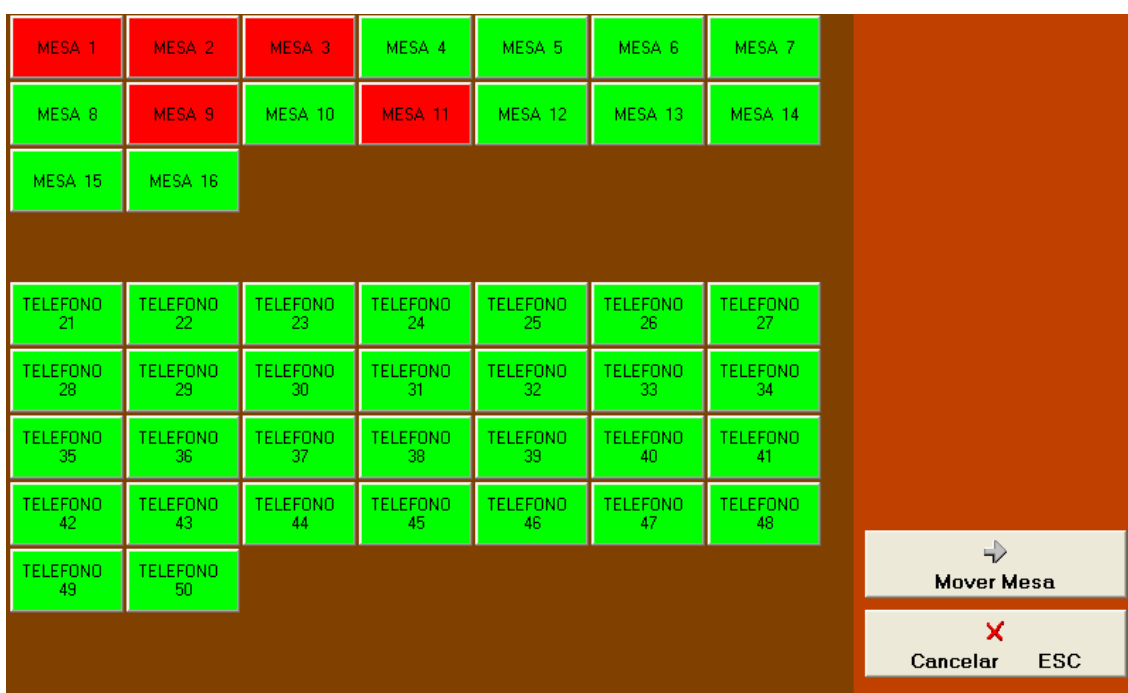 MESA 1 MESA 2 MESA 3 MESA 4 MESA 5 MESA 6 MESA 7
MESA 8 MESA 9 MESA 10 MESA 11 MESA 12 MESA 13 MESA 14
MESA 15 MESA 16
TELEFONO TELEFONO TELEFONO TELEFONO TELEFONO TELEFONO TELEFONO
21 22 23 24 25 26 27
TELEFONO TELEFONO TELEFONO TELEFONO TELEFONO TELEFONO TELEFONO
28 29 30 31 32 33 34
TELEFONO TELEFONO TELEFONO TELEFONO TELEFONO TELEFONO TELEFONO
35 36 37 38 39 40 41
TELEFONO TELEFONO TELEFONO TELEFONO TELEFONO TELEFONO TELEFONO
42 43 44 45 46 47 48
TELEFONO TELEFONO
49 50
Mover Mesa
Cancelar ESC